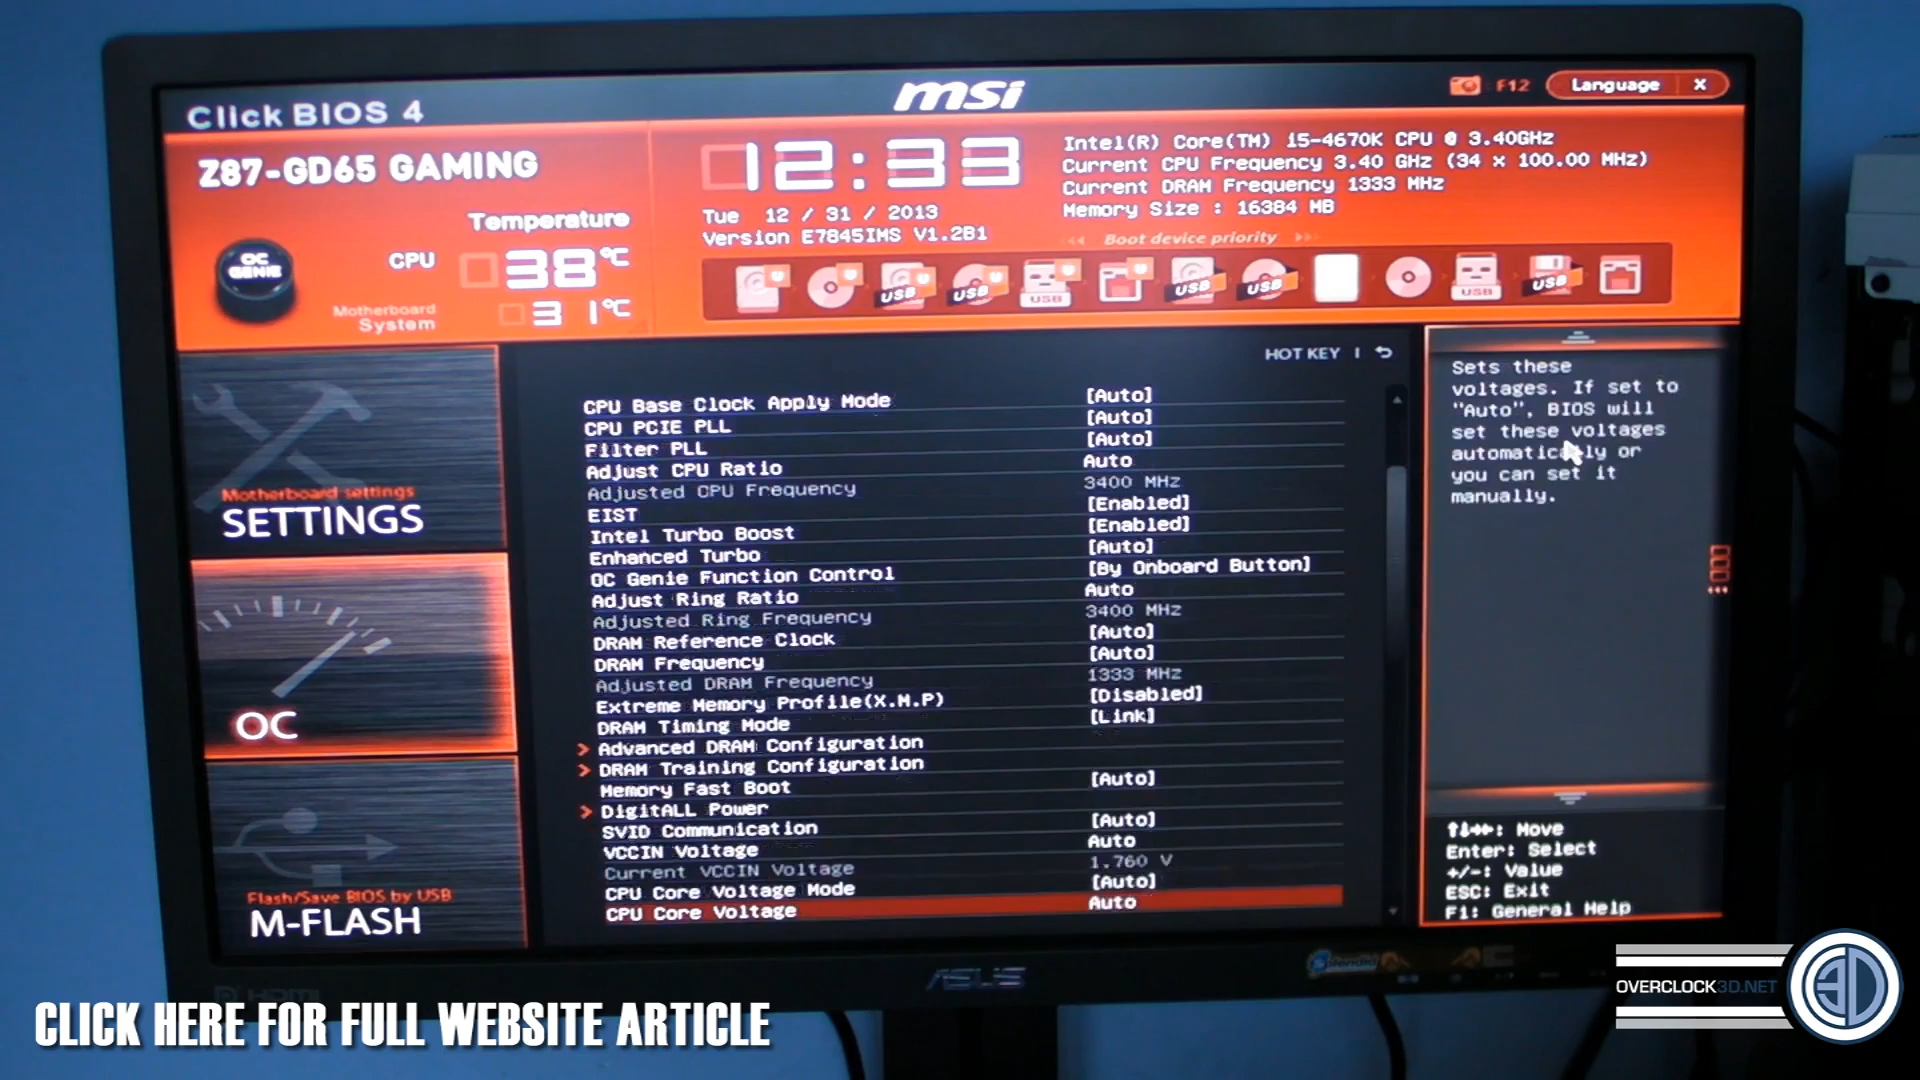 Click BIOS 4
msi
F12
Language X
Z87-GD65 GAMING
12:33
Intel(R) Core(TM) i5-4670K CPU @ 3.40GHz
Current CPU Frequency 3.40 GHz (34 x 100.00 MHz)
Current DRAM Frequency 1333 MHz
Memory Size : 16384 MB
Tue 12 / 31 / 2013
Version E7845IMS V1.2B1
Temperature
OC GENIE
CPU 38°C
Motherboard
System 31°C
Boot device priority
USB USB USB USB USB USB USB
HOT KEY
CPU Base Clock Apply Mode [Auto]
CPU PCIE PLL [Auto]
Filter PLL [Auto]
Adjust CPU Ratio Auto
Adjusted CPU Frequency 3400 MHz
EIST [Enabled]
Intel Turbo Boost [Enabled]
Enhanced Turbo [Auto]
OC Genie Function Control [By Onboard Button]
Adjust Ring Ratio Auto
Adjusted Ring Frequency 3400 MHz
DRAM Reference Clock [Auto]
DRAM Frequency [Auto]
Adjusted DRAM Frequency 1333 MHz
Extreme Memory Profile(X.M.P) [Disabled]
DRAM Timing Mode [Link]
> Advanced DRAM Configuration
> DRAM Training Configuration
Memory Fast Boot [Auto]
> DigitALL Power
SVID Communication [Auto]
VCCIN Voltage Auto
Current VCCIN Voltage 1.760 V
CPU Core Voltage Mode [Auto]
CPU Core Voltage Auto
Motherboard settings
SETTINGS
OC
Flash/Save BIOS by USB
M-FLASH
Sets these
voltages. If set to
"Auto", BIOS will
set these voltages
automatically or
you can set it
manually.
↑↓←→: Move
Enter: Select
+/-: Value
ESC: Exit
F1: General Help
HDMI
ASUS
Splendid
OVERCLOCK3D.NET
3D
CLICK HERE FOR FULL WEBSITE ARTICLE